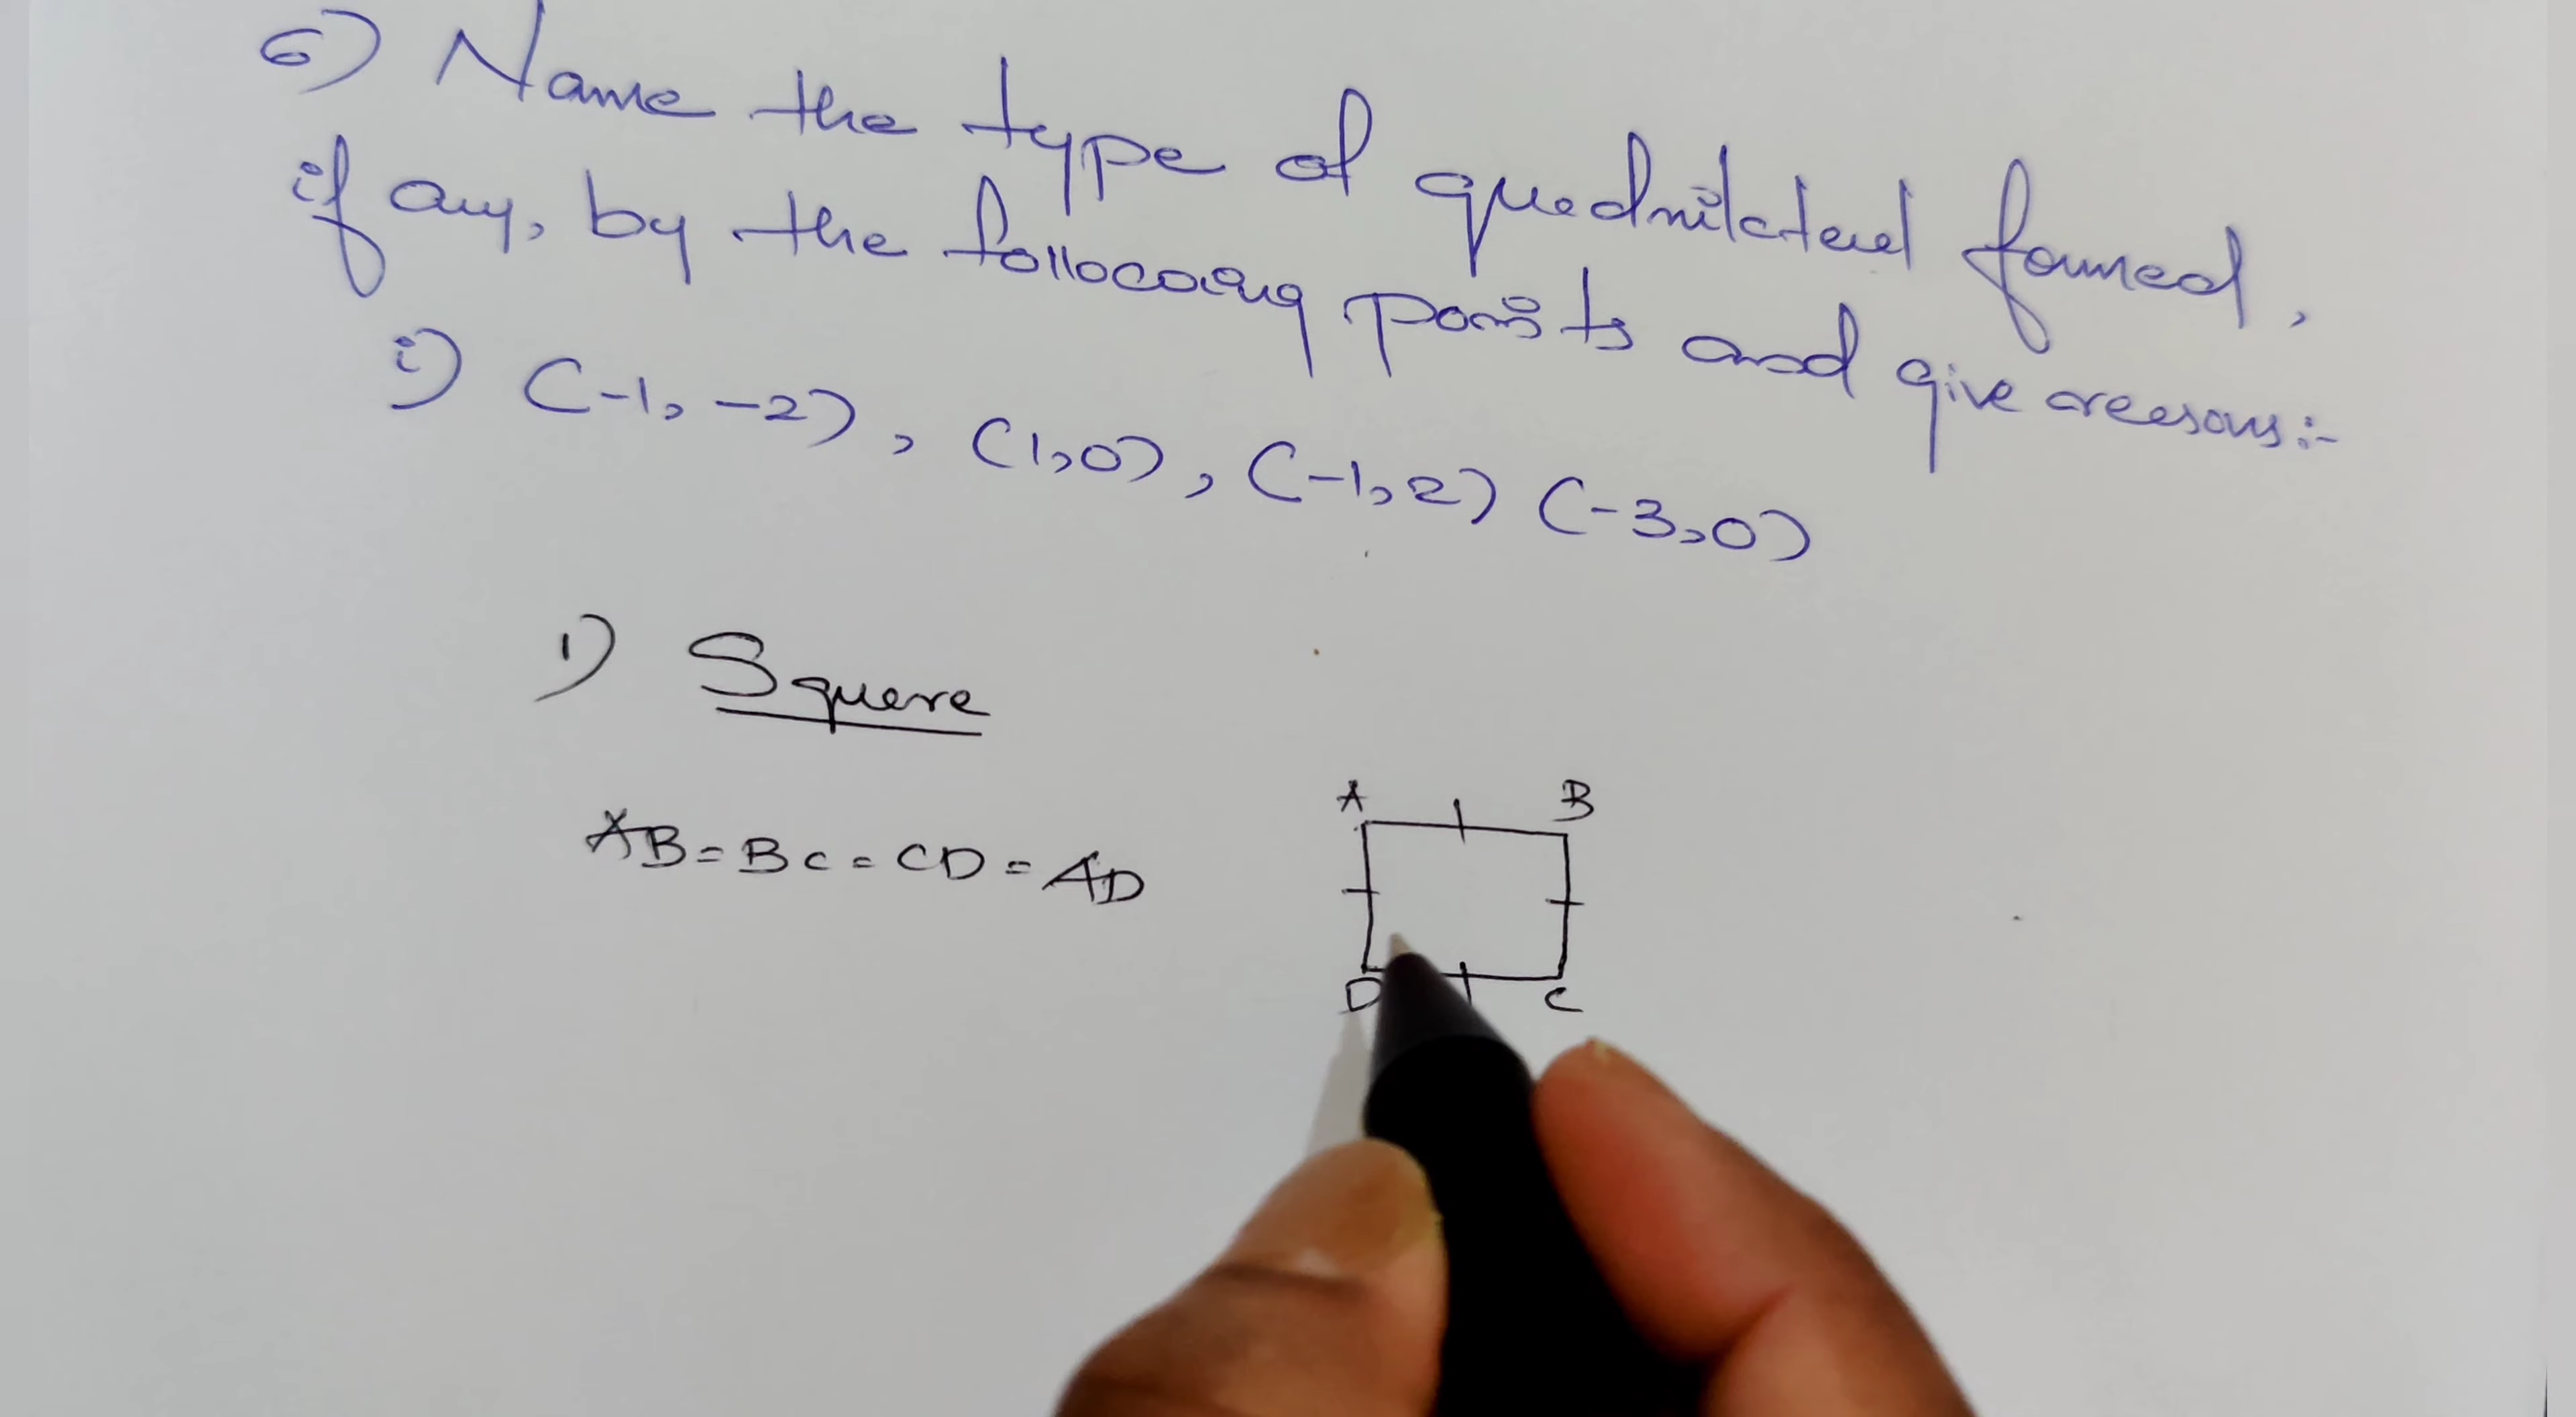 6) Name the type of quadrilateral formed,
if any, by the following points and give reasons:-
i) (-1, -2), (1,0), (-1,2) (-3,0)
1) Square
A B
AB = BC = CD = AD
D C